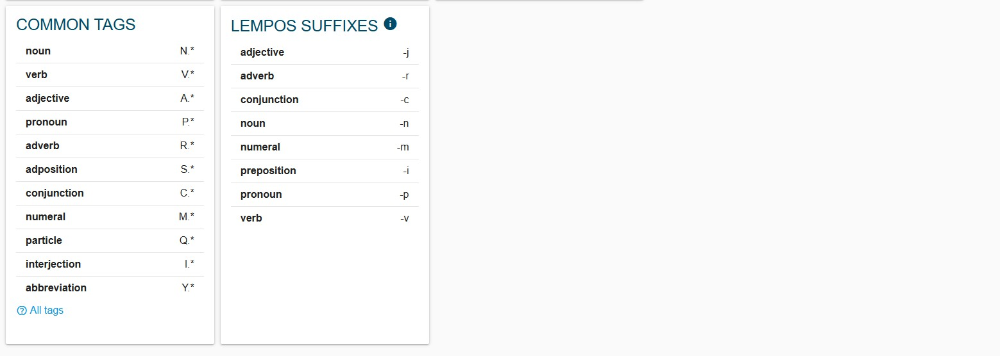 COMMON TAGS
noun N.*
verb V.*
adjective A.*
pronoun P.*
adverb R.*
adposition S.*
conjunction C.*
numeral M.*
particle Q.*
interjection I.*
abbreviation Y.*
All tags
LEMPOS SUFFIXES
adjective -j
adverb -r
conjunction -c
noun -n
numeral -m
preposition -i
pronoun -p
verb -v